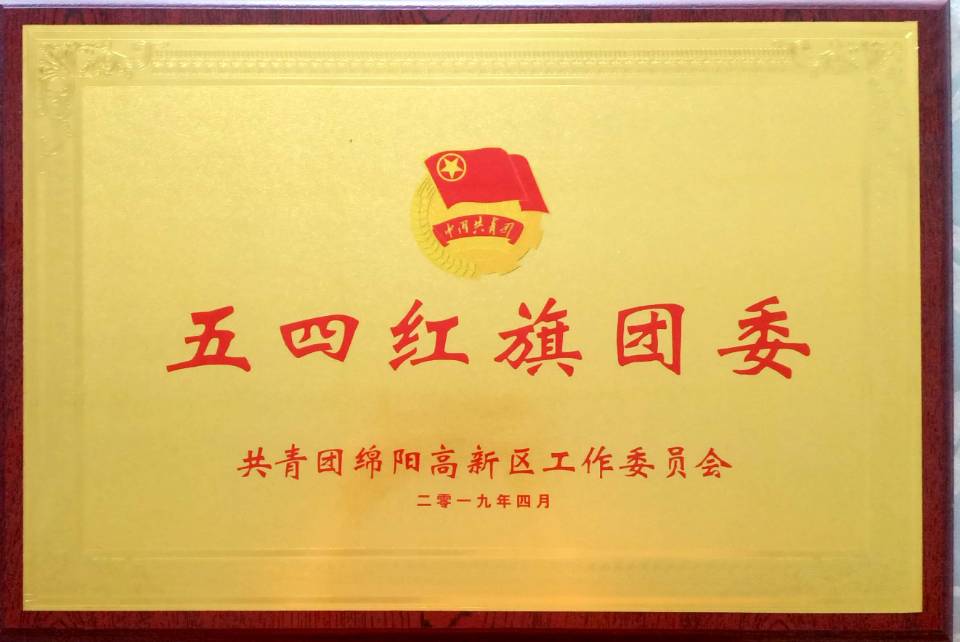 中国共青团
五四红旗团委
共青团绵阳高新区工作委员会
二零一九年四月